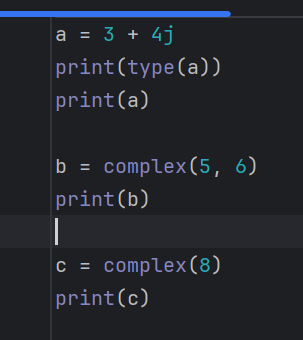 a = 3 + 4j
print(type(a))
print(a)
b = complex(5, 6)
print(b)
c = complex(8)
print(c)